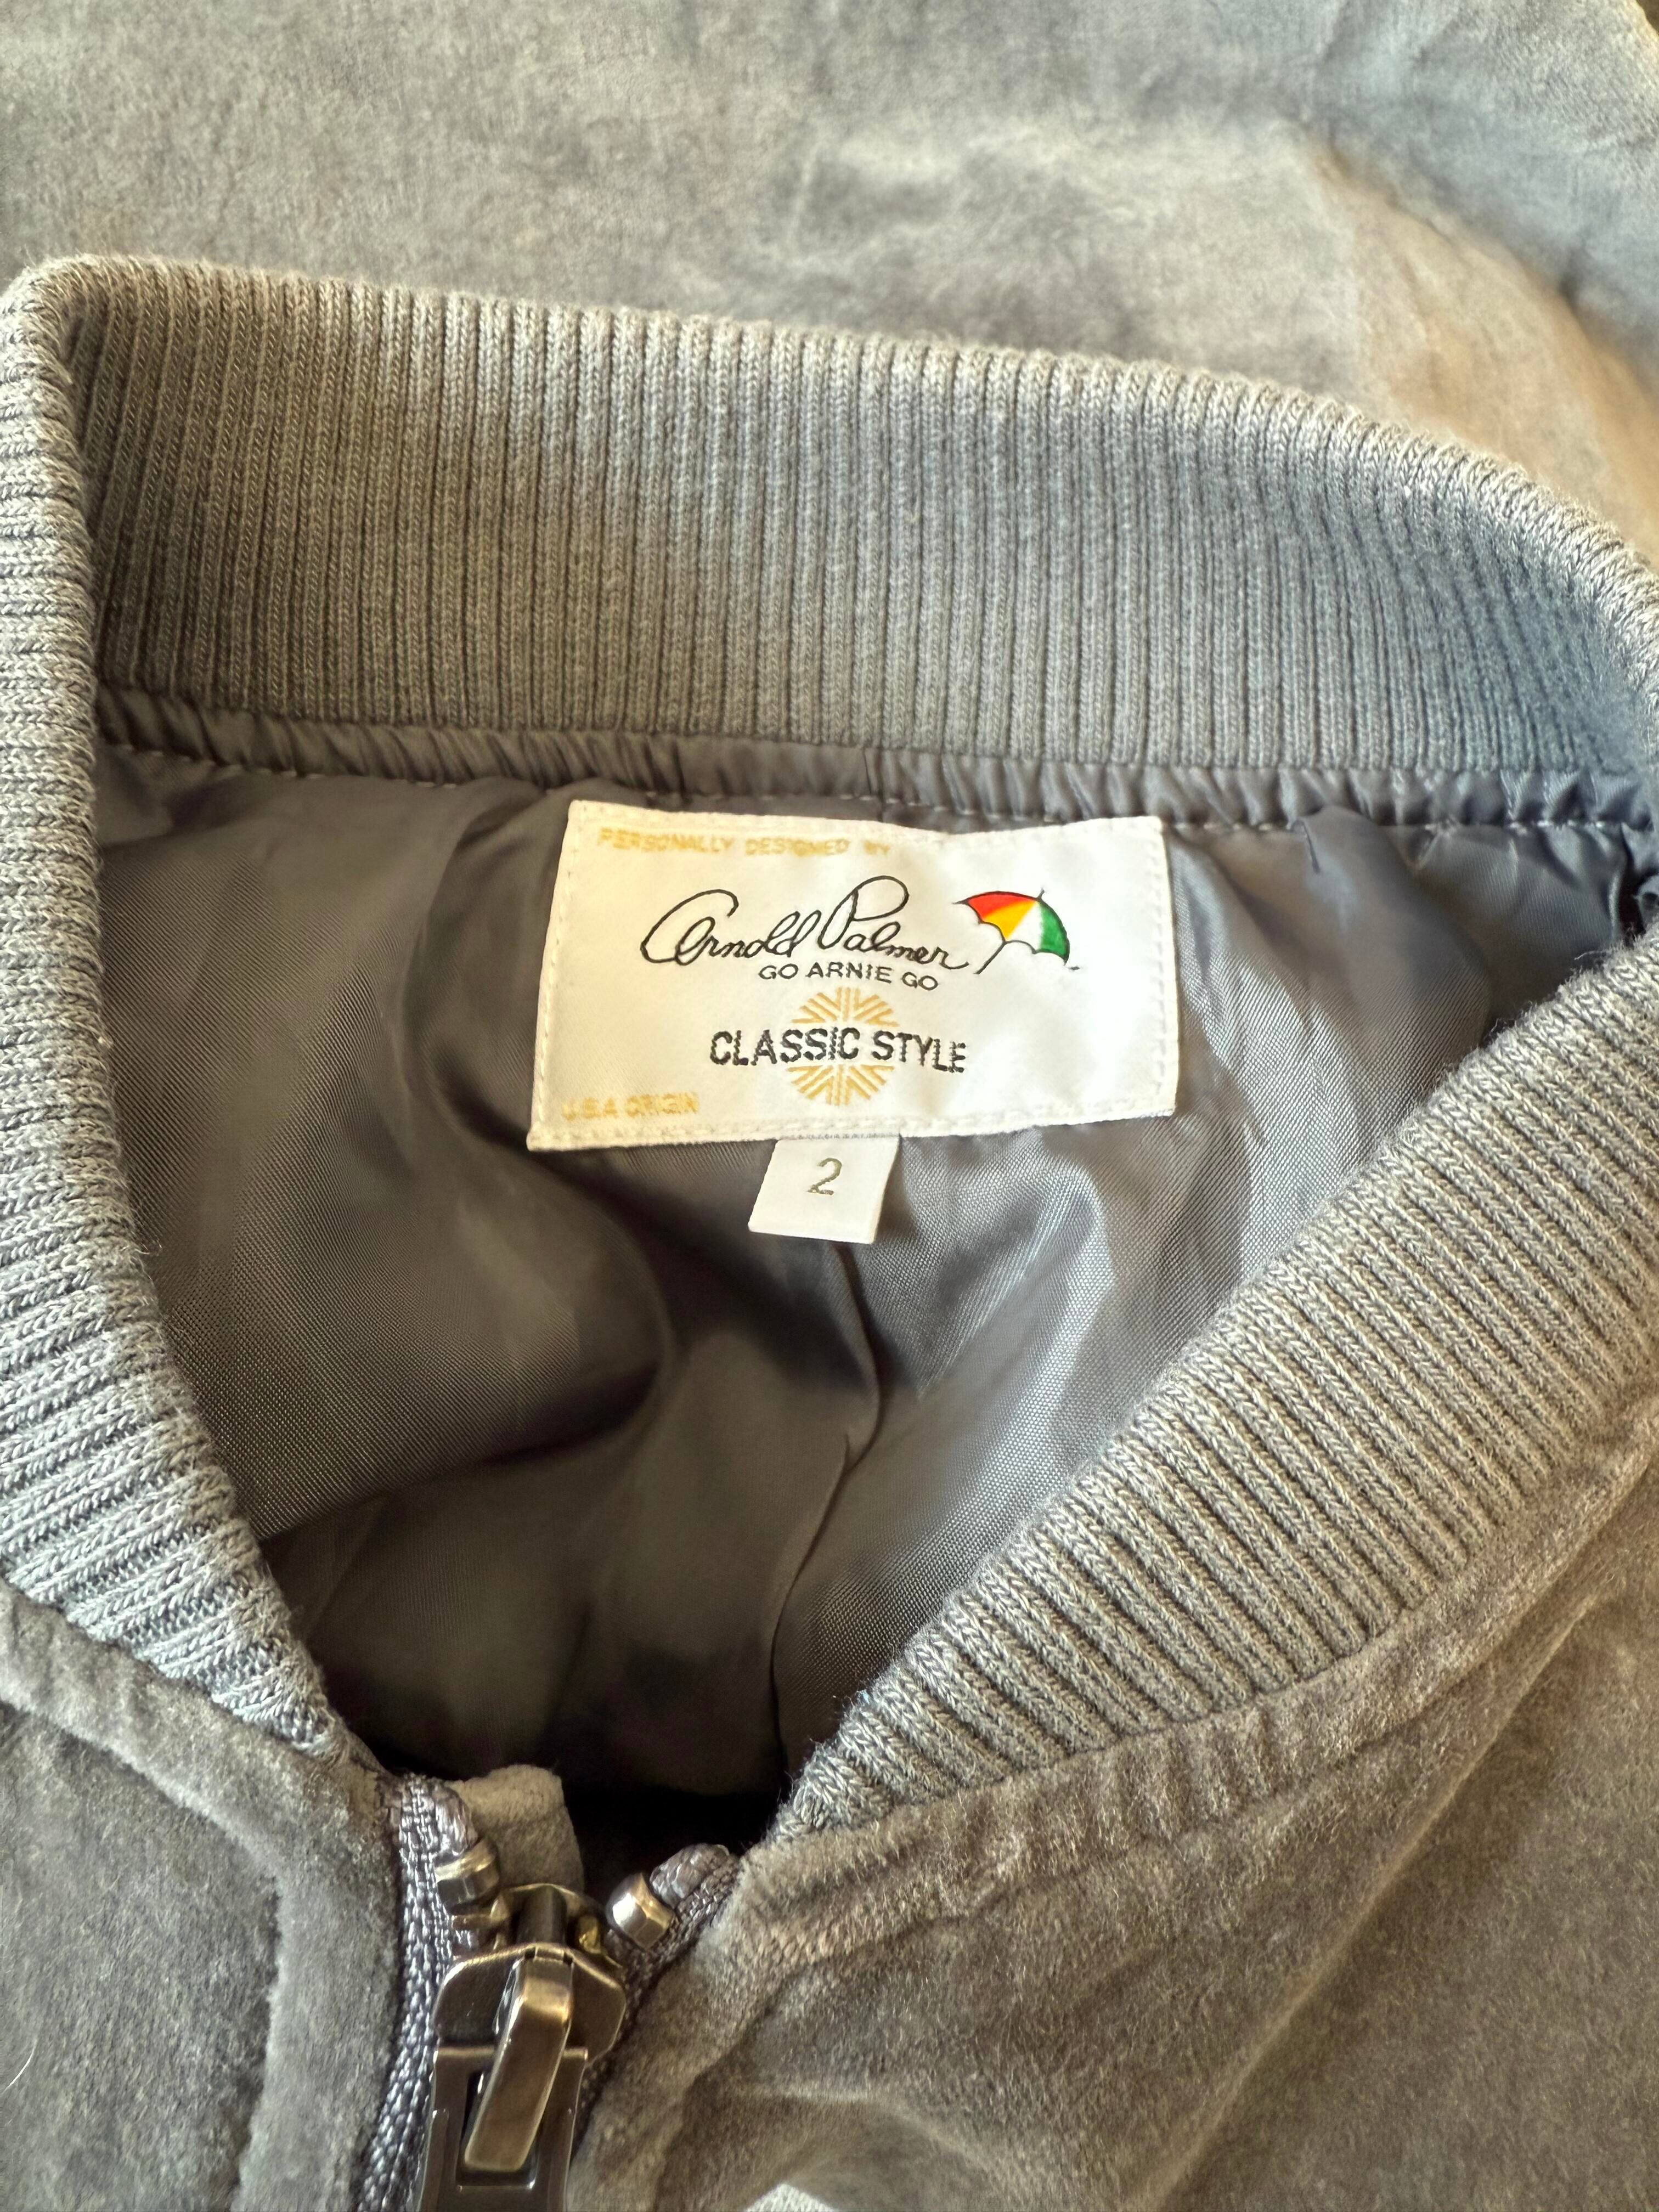 PERSONALLY DESIGNED BY
Arnold Palmer
GO ARNIE GO
CLASSIC STYLE
U.S.A ORIGIN
2